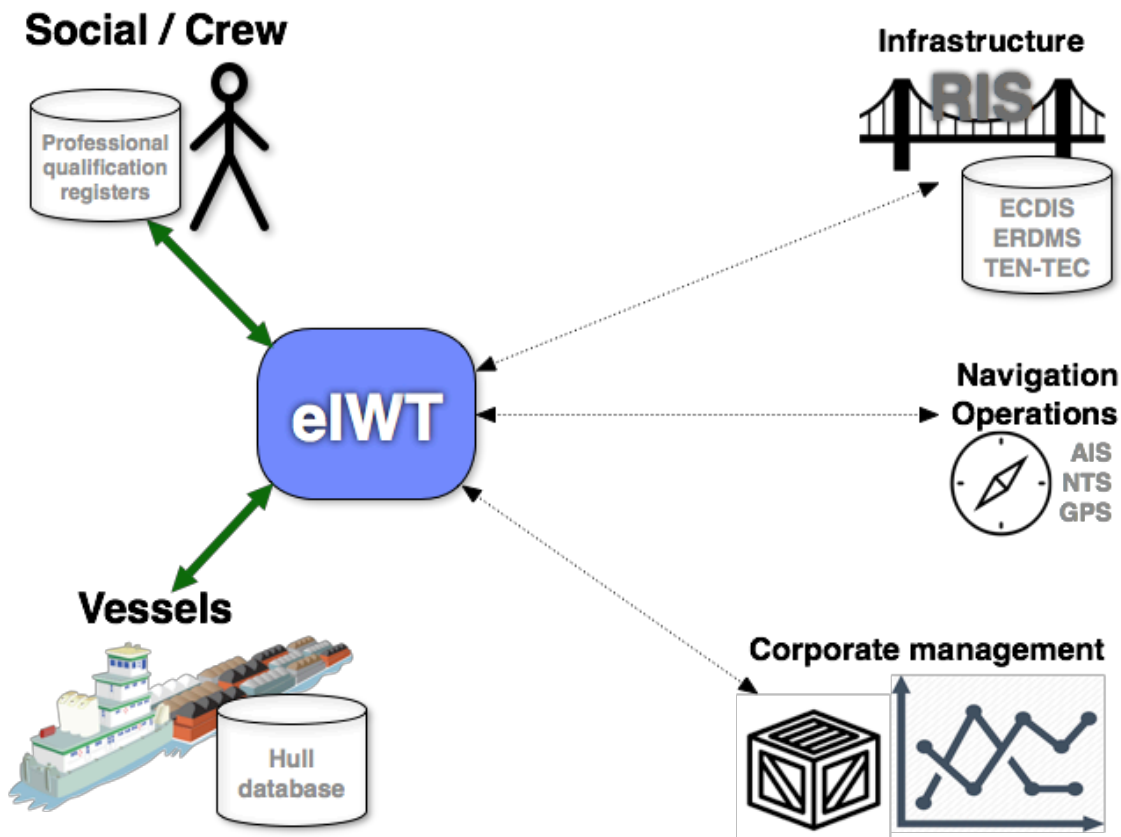 Social / Crew
Professional
qualification
registers
Infrastructure
RIS
ECDIS
ERDMS
TEN-TEC
eIWT
Navigation
Operations
AIS
NTS
GPS
Vessels
Hull
database
Corporate management